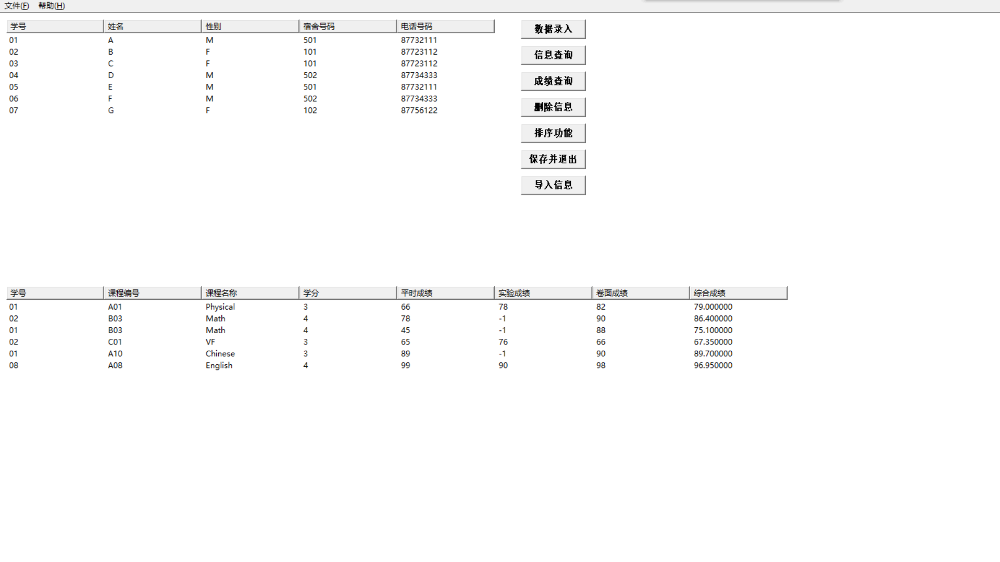 文件(F) 帮助(H)
学号 姓名 性别 宿舍号码 电话号码
01 A M 501 87732111
02 B F 101 87723112
03 C F 101 87723112
04 D M 502 87734333
05 E M 501 87732111
06 F M 502 87734333
07 G F 102 87756122
数据录入
信息查询
成绩查询
删除信息
排序功能
保存并退出
导入信息
学号 课程编号 课程名称 学分 平时成绩 实验成绩 卷面成绩 综合成绩
01 A01 Physical 3 66 78 82 79.000000
02 B03 Math 4 78 -1 90 86.400000
01 B03 Math 4 45 -1 88 75.100000
02 C01 VF 3 65 76 66 67.350000
01 A10 Chinese 3 89 -1 90 89.700000
08 A08 English 4 99 90 98 96.950000